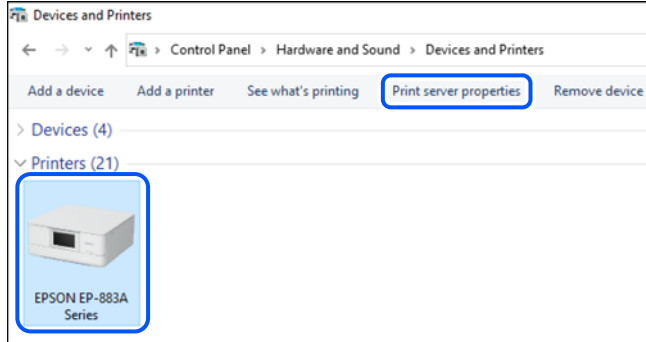 Devices and Printers
Control Panel > Hardware and Sound > Devices and Printers
Add a device Add a printer See what's printing Print server properties Remove device
Devices (4)
Printers (21)
EPSON EP-883A
Series